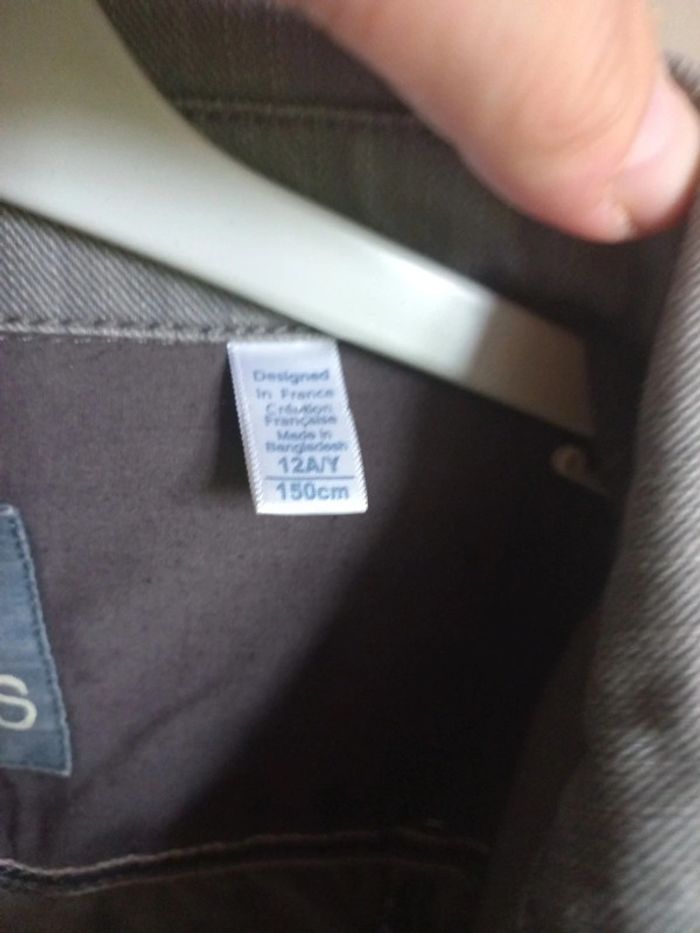 Designed
In France
Création
Française
Made in
Bangladesh
12A/Y
150cm
S